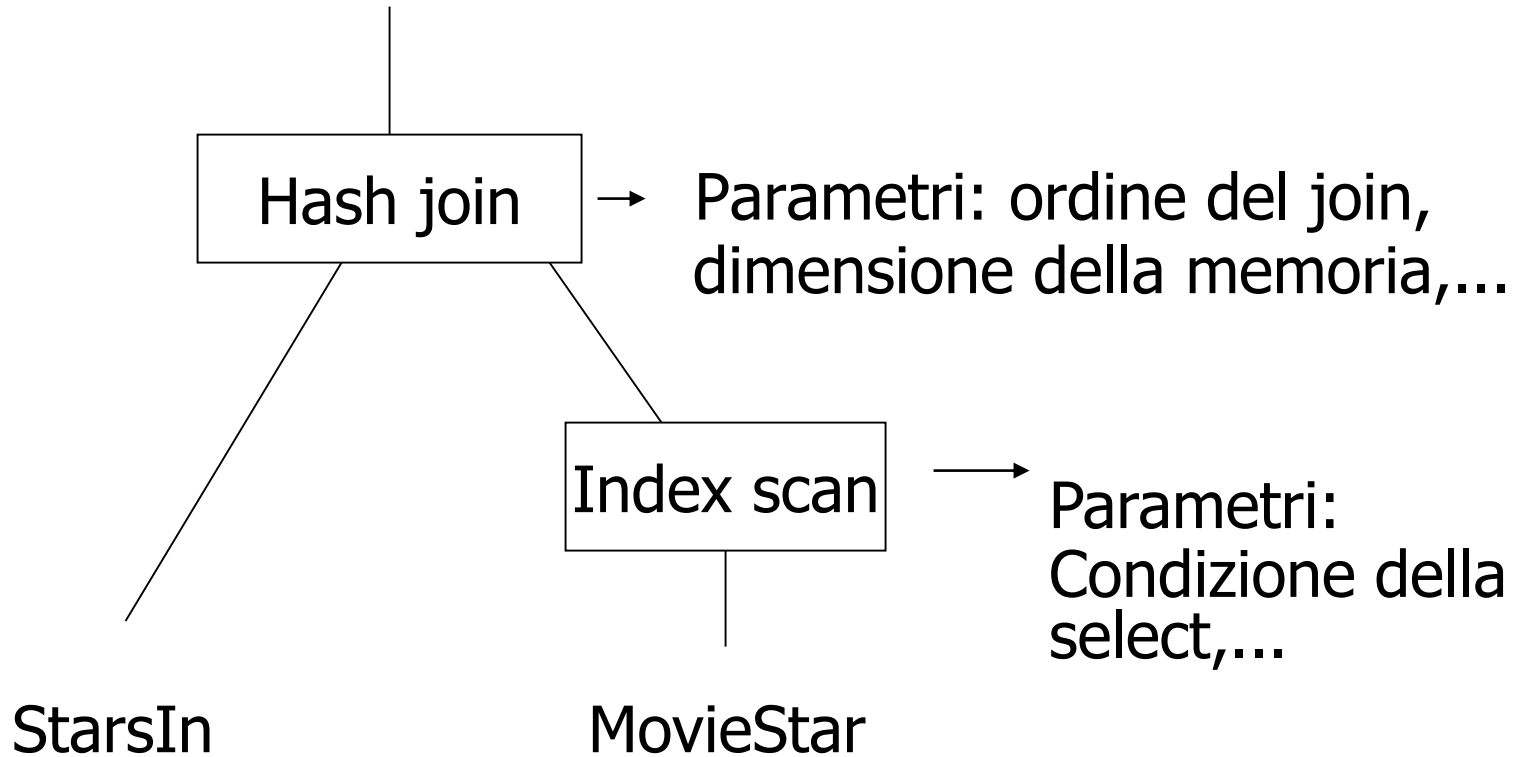 Hash join
Parametri: ordine del join,
dimensione della memoria,...
Index scan
Parametri:
Condizione della
select,...
StarsIn
MovieStar